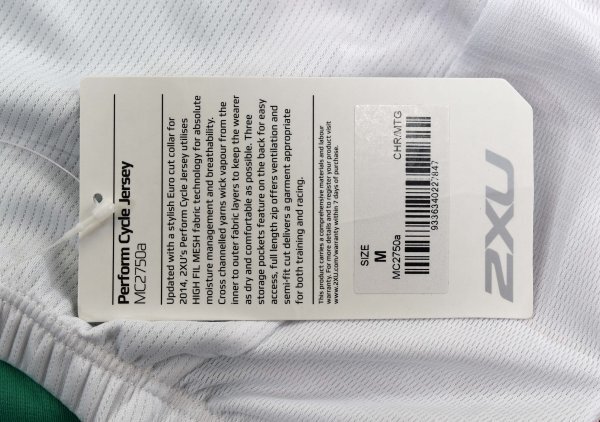 Perform Cycle Jersey
MC2750a
Updated with a stylish Euro cut collar for
2014, 2XU's Perform Cycle Jersey utilises
HIGH FIL MESH fabric technology for absolute
moisture management and breathability.
Cross channelled yarns wick vapour from the
inner to outer fabric layers to keep the wearer
as dry and comfortable as possible. Three
storage pockets feature on the back for easy
access, full length zip offers ventilation and
semi-fit cut delivers a garment appropriate
for both training and racing.
This product carries a comprehensive materials and labour
warranty. For more details and to register your product visit
www.2XU.com/warranty within 7 days of purchase.
SIZE
M
MC2750a
CHR/MTG
9336340227847
2XU